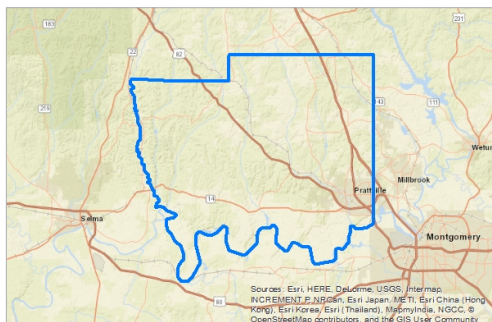 183
22
82
231
219
143
111
Wetum
Millbrook
Prattville
14
Selma
Montgomery
80
Sources: Esri, HERE, DeLorme, USGS, Intermap,
INCREMENT P, NRCan, Esri Japan, METI, Esri China (Hong
Kong), Esri Korea, Esri (Thailand), MapmyIndia, NGCC, ©
OpenStreetMap contributors, and the GIS User Community